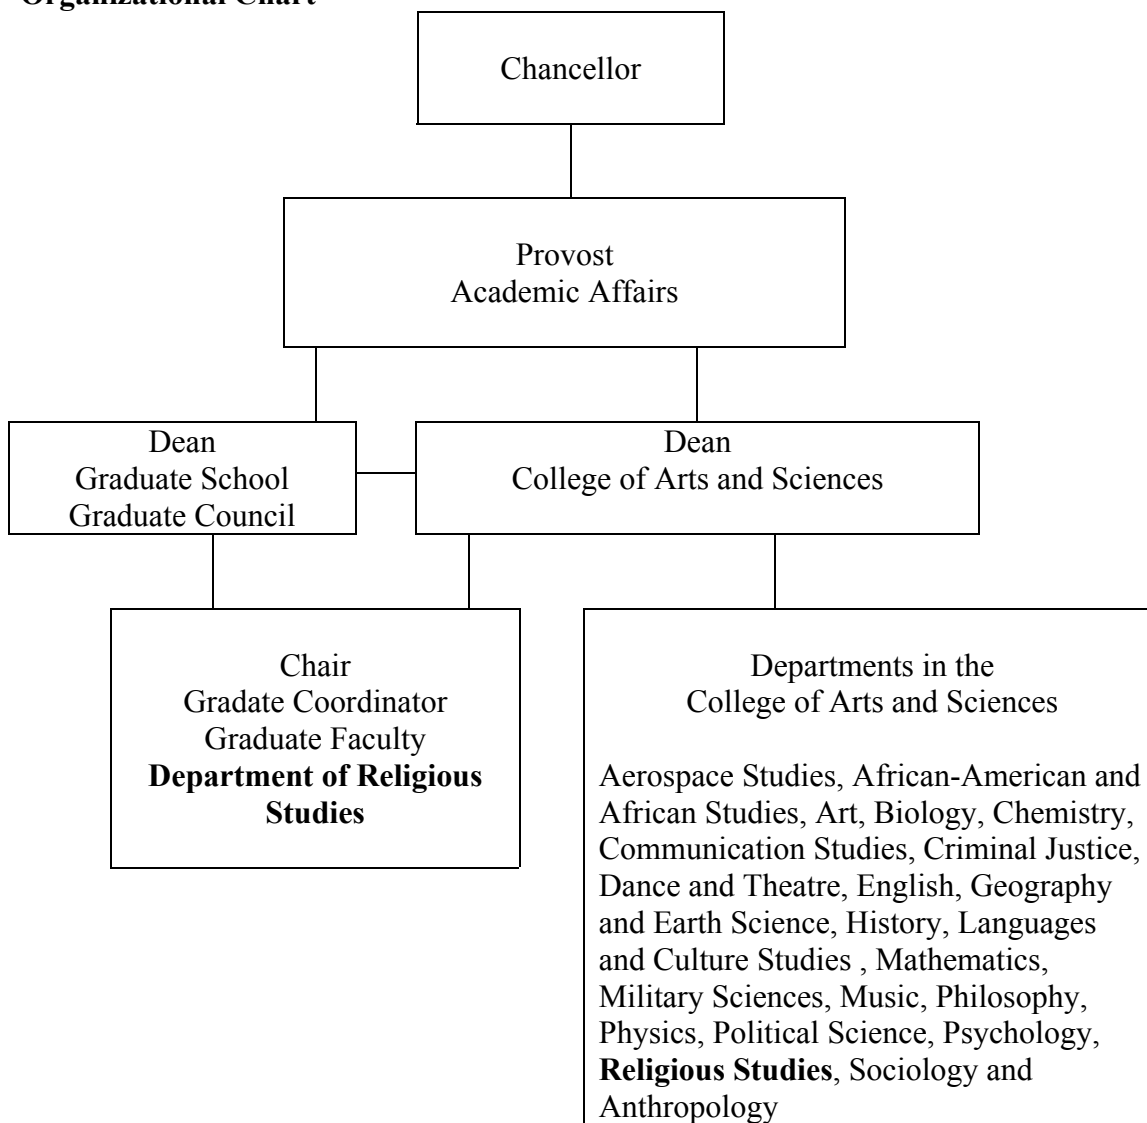 Organizational Chart
Chancellor
Provost
Academic Affairs
Dean
Graduate School
Graduate Council
Dean
College of Arts and Sciences
Chair
Gradate Coordinator
Graduate Faculty
Department of Religious
Studies
Departments in the
College of Arts and Sciences
Aerospace Studies, African-American and
African Studies, Art, Biology, Chemistry,
Communication Studies, Criminal Justice,
Dance and Theatre, English, Geography
and Earth Science, History, Languages
and Culture Studies , Mathematics,
Military Sciences, Music, Philosophy,
Physics, Political Science, Psychology,
Religious Studies, Sociology and
Anthropology